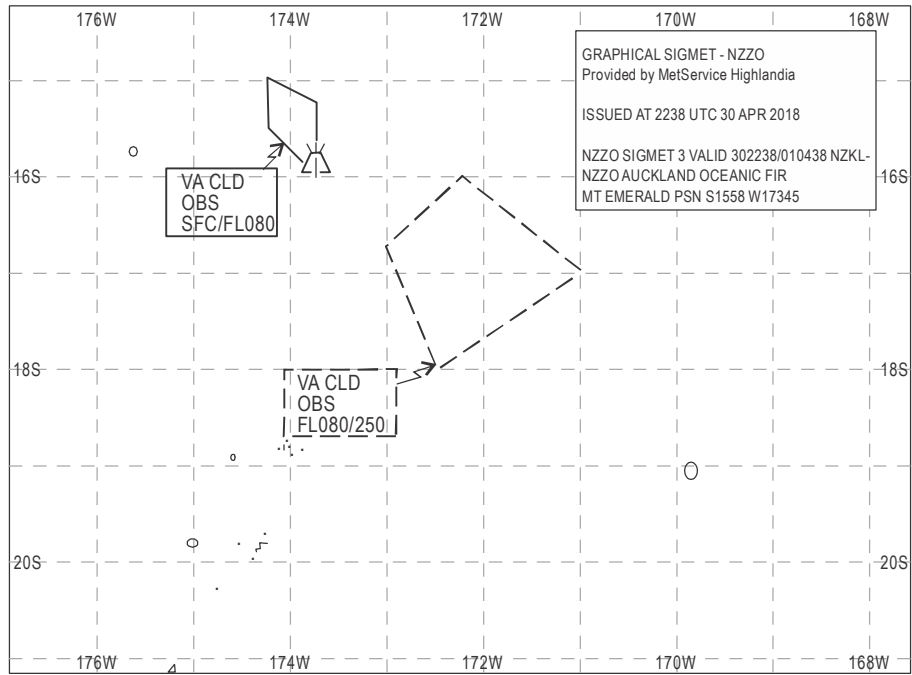 176W 174W 172W 170W 168W
GRAPHICAL SIGMET - NZZO
Provided by MetService Highlandia
ISSUED AT 2238 UTC 30 APR 2018
NZZO SIGMET 3 VALID 302238/010438 NZKL-
NZZO AUCKLAND OCEANIC FIR
MT EMERALD PSN S1558 W17345
16S 16S
VA CLD
OBS
SFC/FL080
18S 18S
VA CLD
OBS
FL080/250
20S 20S
176W 174W 172W 170W 168W